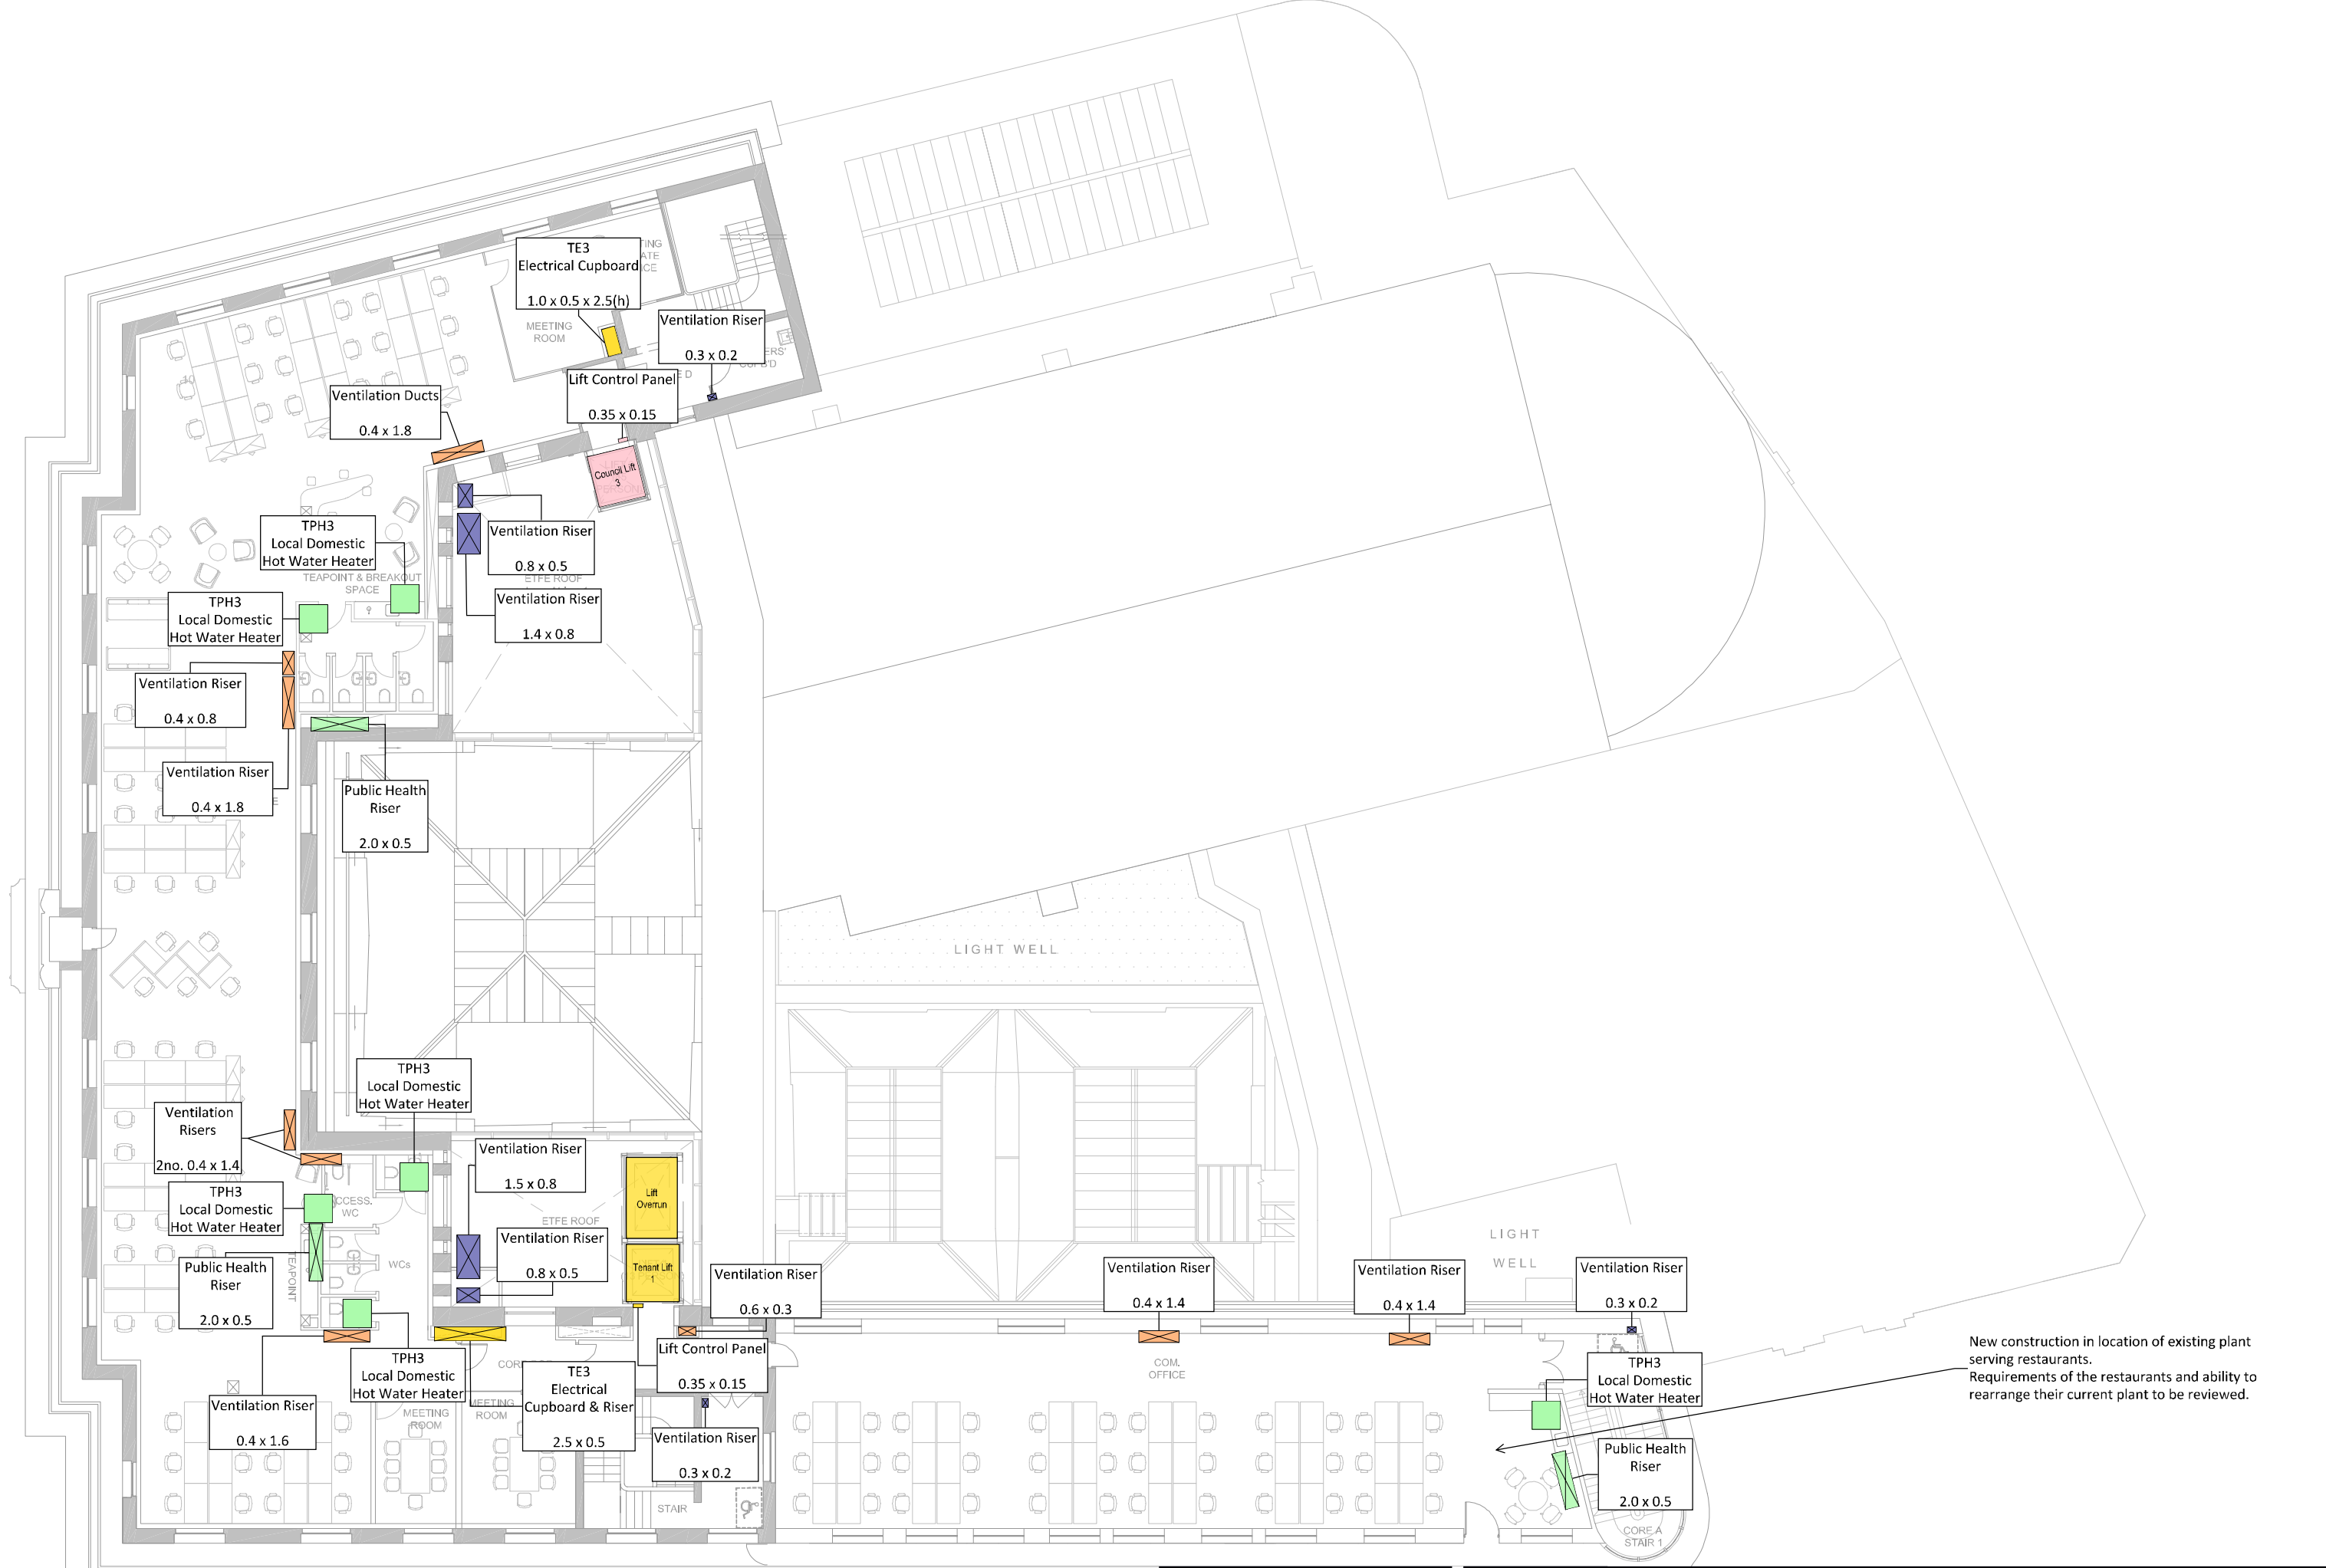 TE3
Electrical Cupboard
1.0 x 0.5 x 2.5(h)
MEETING
ROOM
Ventilation Riser
0.3 x 0.2
Lift Control Panel
0.35 x 0.15
Ventilation Ducts
0.4 x 1.8
Council Lift
3
TPH3
Local Domestic
Hot Water Heater
TEAPOINT & BREAKOUT
SPACE
Ventilation Riser
0.8 x 0.5
ETFE ROOF
Ventilation Riser
1.4 x 0.8
TPH3
Local Domestic
Hot Water Heater
Ventilation Riser
0.4 x 0.8
Ventilation Riser
0.4 x 1.8
Public Health
Riser
2.0 x 0.5
LIGHT WELL
TPH3
Local Domestic
Hot Water Heater
Ventilation
Risers
2no. 0.4 x 1.4
Ventilation Riser
1.5 x 0.8
Lift
Overrun
TPH3
Local Domestic
Hot Water Heater
WC
ETFE ROOF
Ventilation Riser
0.8 x 0.5
WCs
Tenant Lift
1
Public Health
Riser
2.0 x 0.5
TEAPOINT
LIGHT
WELL
Ventilation Riser
0.6 x 0.3
Ventilation Riser
0.4 x 1.4
Ventilation Riser
0.4 x 1.4
Ventilation Riser
0.3 x 0.2
Lift Control Panel
0.35 x 0.15
TPH3
Local Domestic
Hot Water Heater
TE3
Electrical
Cupboard & Riser
2.5 x 0.5
COM.
OFFICE
TPH3
Local Domestic
Hot Water Heater
New construction in location of existing plant
serving restaurants.
Requirements of the restaurants and ability to
rearrange their current plant to be reviewed.
Ventilation Riser
0.4 x 1.6
MEETING
ROOM
MEETING
ROOM
Ventilation Riser
0.3 x 0.2
Public Health
Riser
2.0 x 0.5
STAIR
CORE A
STAIR 1